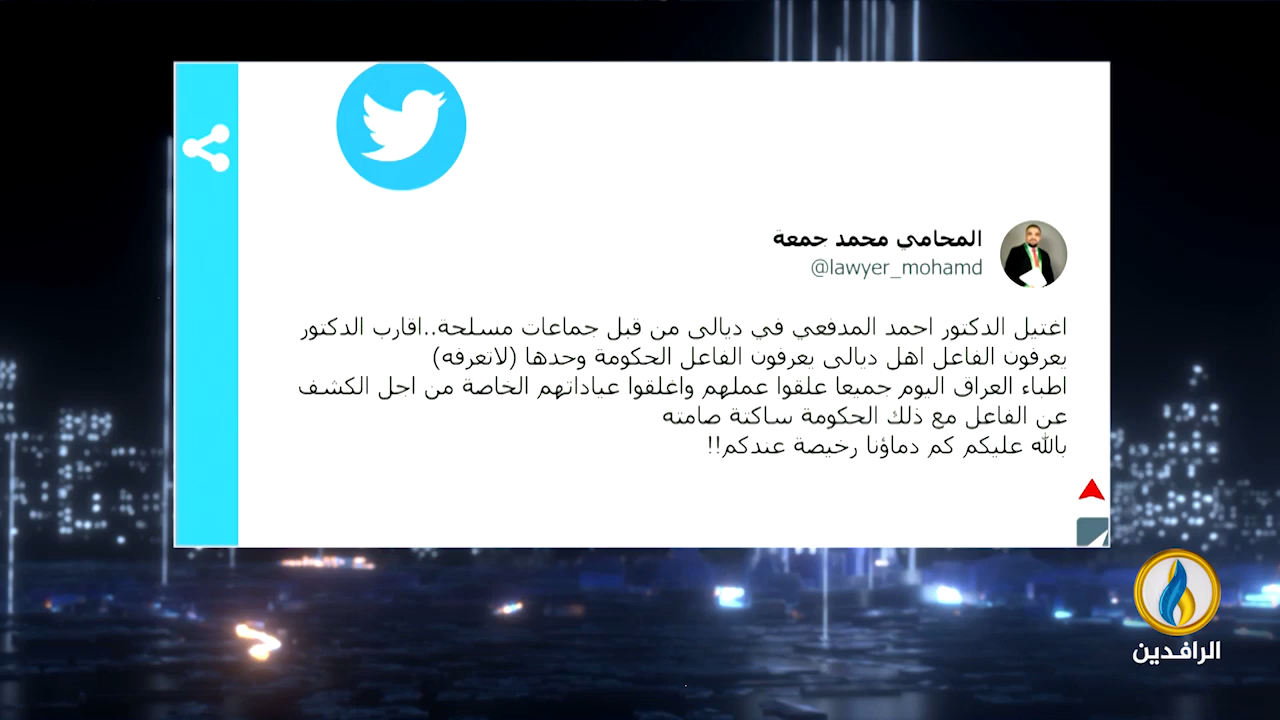 المحامي محمد جمعة
@lawyer_mohamd
اغتيل الدكتور احمد المدفعي في ديالى من قبل جماعات مسلحة..اقارب الدكتور
يعرفون الفاعل اهل ديالى يعرفون الفاعل الحكومة وحدها (لاتعرفه)
اطباء العراق اليوم جميعا علقوا عملهم واغلقوا عياداتهم الخاصة من اجل الكشف
عن الفاعل مع ذلك الحكومة ساكتة صامته
بالله عليكم كم دماؤنا رخيصة عندكم!!
الرافدين